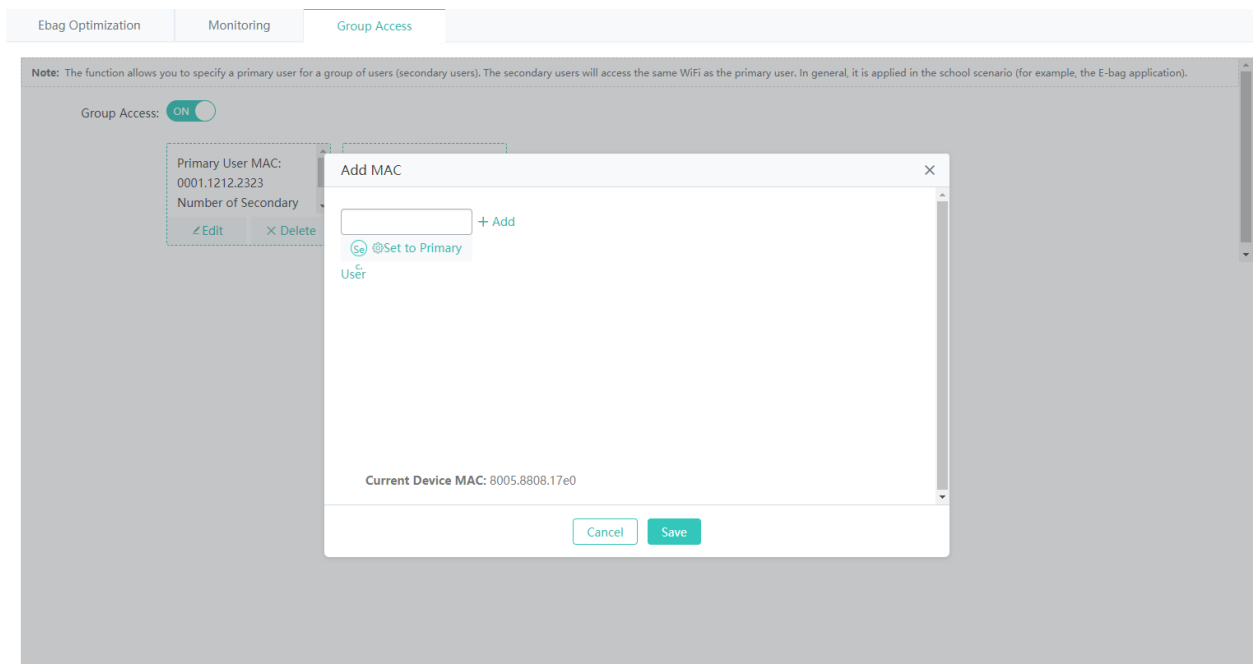 Ebag Optimization
Monitoring
Group Access
Note: The function allows you to specify a primary user for a group of users (secondary users). The secondary users will access the same WiFi as the primary user. In general, it is applied in the school scenario (for example, the E-bag application).
Group Access: ON
Primary User MAC:
0001.1212.2323
Number of Secondary
Edit
Delete
Add MAC
+ Add
Sec. Set to Primary
User
Current Device MAC: 8005.8808.17e0
Cancel
Save